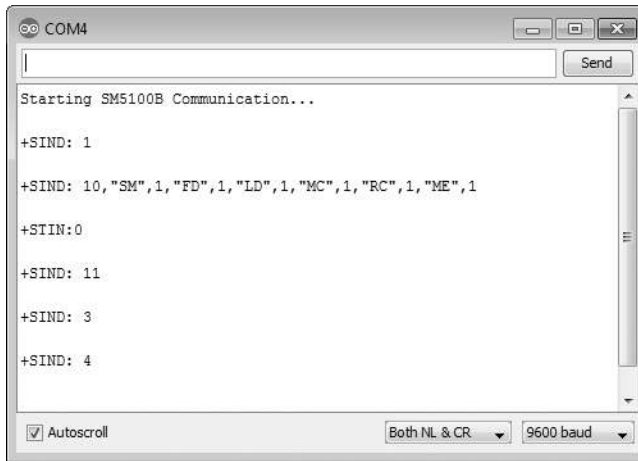 COM4
Send
Starting SM5100B Communication...
+SIND: 1
+SIND: 10,"SM",1,"FD",1,"LD",1,"MC",1,"RC",1,"ME",1
+STIN:0
+SIND: 11
+SIND: 3
+SIND: 4
Autoscroll Both NL & CR 9600 baud